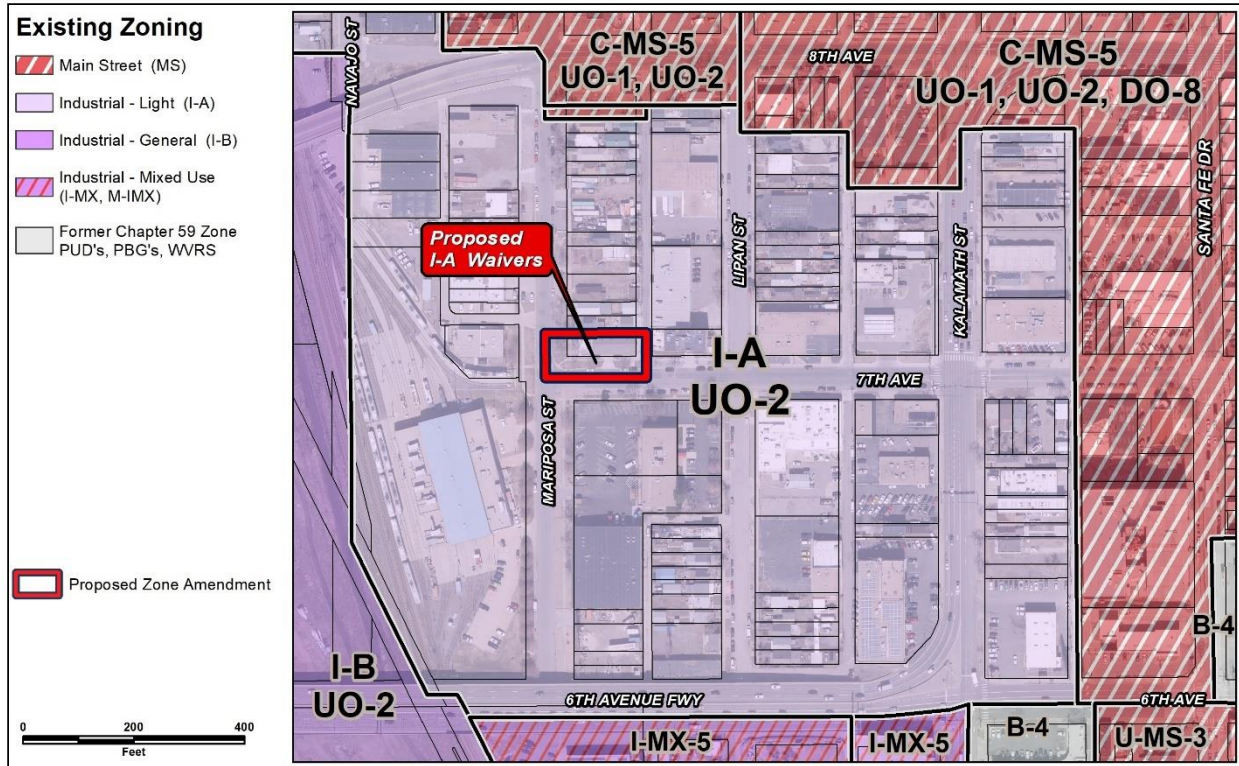 Existing Zoning
Main Street (MS)
Industrial - Light (I-A)
Industrial - General (I-B)
Industrial - Mixed Use
(I-MX, M-IMX)
Former Chapter 59 Zone
PUD's, PBG's, WVRS
Proposed Zone Amendment
0 200 400
Feet
NAVAJO ST
C-MS-5
UO-1, UO-2
8TH AVE
C-MS-5
UO-1, UO-2, DO-8
SANTA FE DR
Proposed
I-A Waivers
LIPAN ST
KALAMATH ST
I-A
UO-2
7TH AVE
MARIPOSA ST
B-4
I-B
UO-2
6TH AVENUE FWY
6TH AVE
I-MX-5
I-MX-5
B-4
U-MS-3